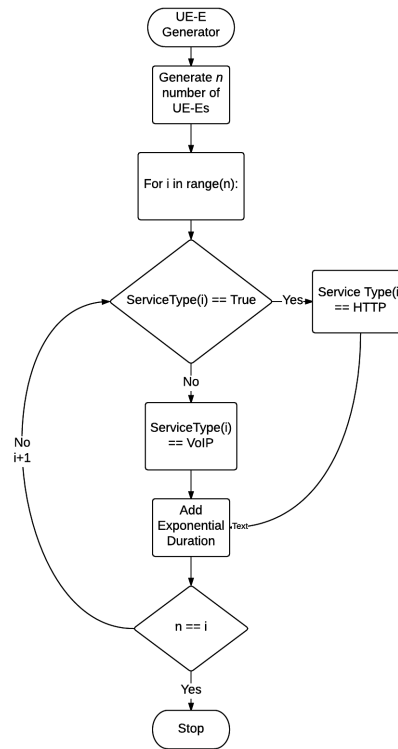 UE-E
Generator
Generate n
number of
UE-Es
For i in range(n):
ServiceType(i) == True
Yes
Service Type(i
== HTTP
No
ServiceType(i)
== VoIP
Add
Exponential
Duration
Text
No
i+1
n == i
Yes
Stop